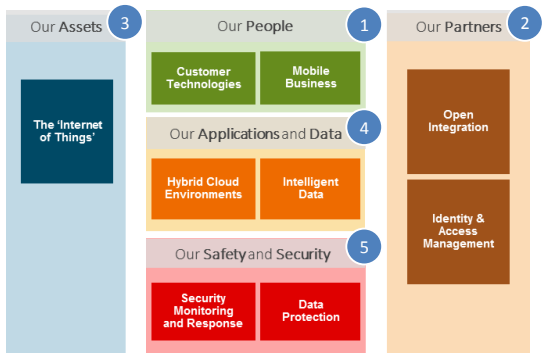 Our Assets
3
The ‘Internet
of Things’
Our People
1
Customer
Technologies
Mobile
Business
Our Applications and Data
4
Hybrid Cloud
Environments
Intelligent
Data
Our Safety and Security
5
Security
Monitoring
and Response
Data
Protection
Our Partners
2
Open
Integration
Identity &
Access
Management